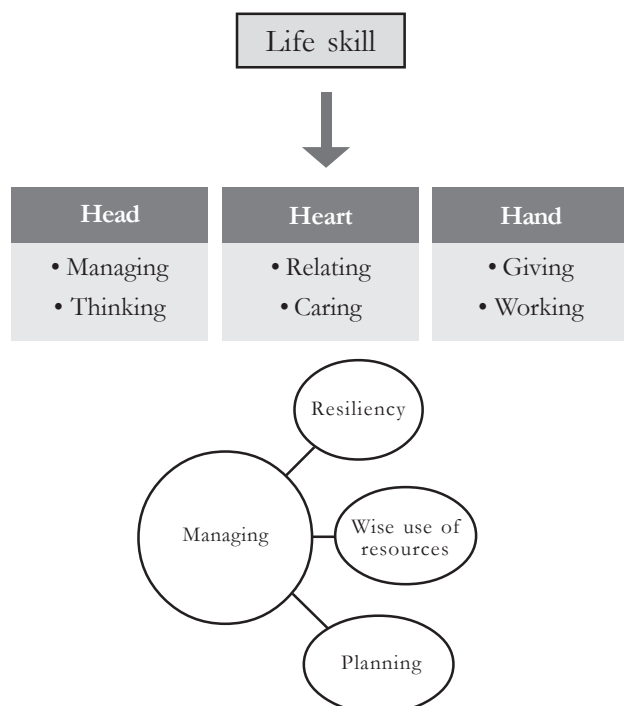 Life skill
Head
Heart
Hand
• Managing
• Thinking
• Relating
• Caring
• Giving
• Working
Resiliency
Managing
Wise use of
resources
Planning